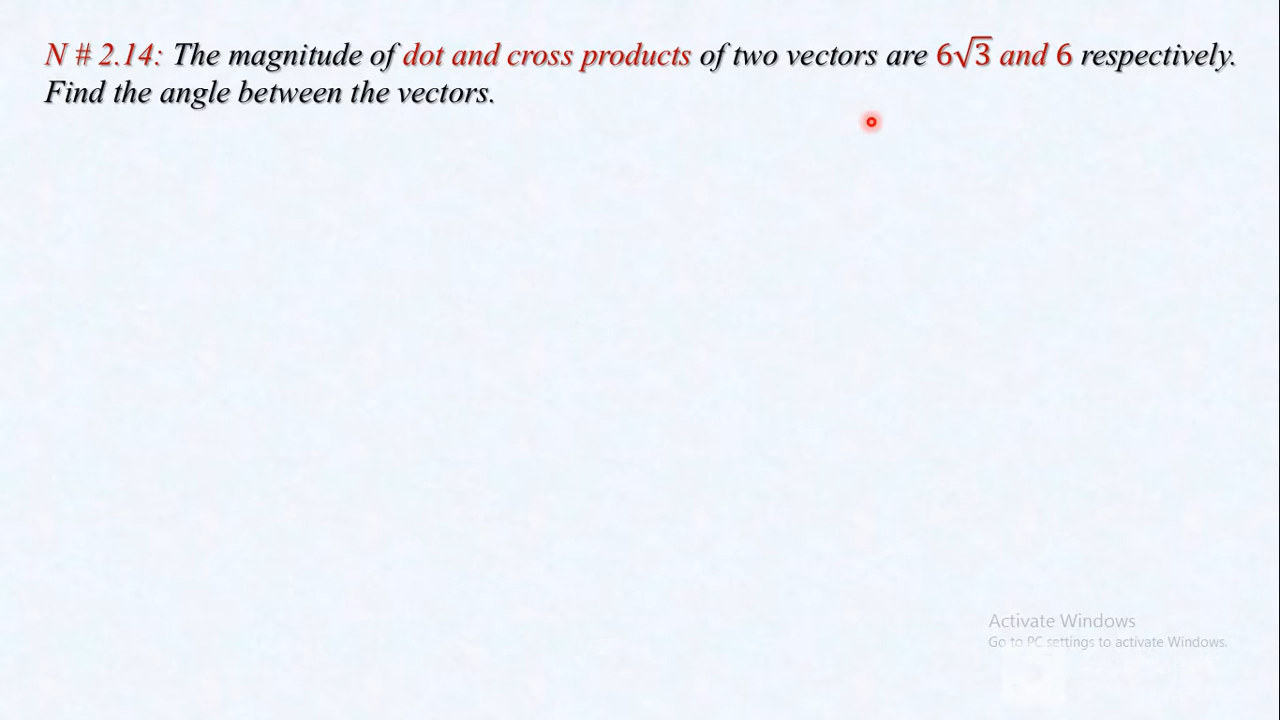 N # 2.14: The magnitude of dot and cross products of two vectors are 6√3 and 6 respectively.
Find the angle between the vectors.
Activate Windows
Go to PC settings to activate Windows.